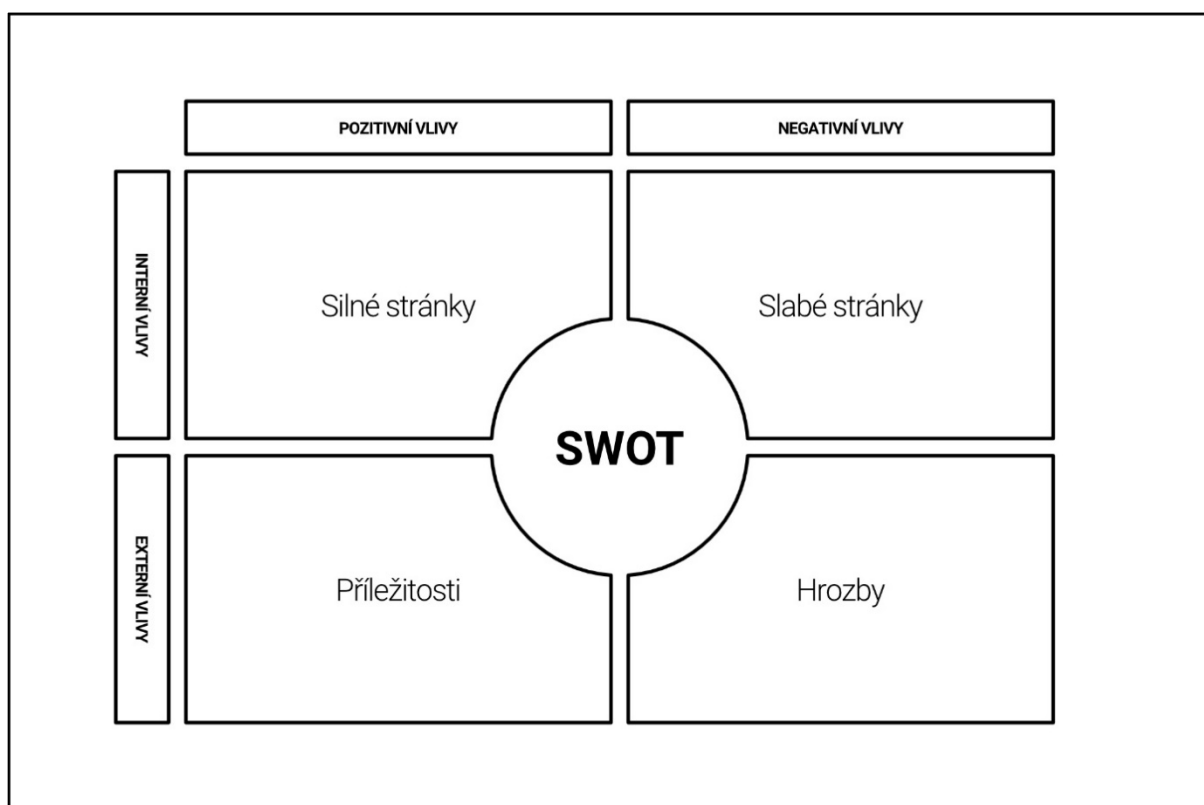 POZITIVNÍ VLIVY
NEGATIVNÍ VLIVY
INTERNÍ VLIVY
Silné stránky
Slabé stránky
SWOT
EXTERNÍ VLIVY
Příležitosti
Hrozby